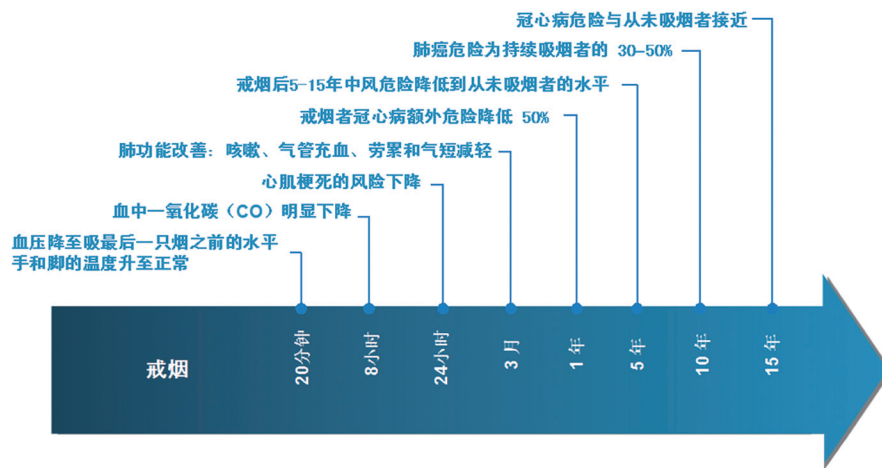 冠心病危险与从未吸烟者接近
肺癌危险为持续吸烟者的 30–50%
戒烟后5-15年中风危险降低到从未吸烟者的水平
戒烟者冠心病额外危险降低 50%
肺功能改善：咳嗽、气管充血、劳累和气短减轻
心肌梗死的风险下降
血中一氧化碳（CO）明显下降
血压降至吸最后一只烟之前的水平
手和脚的温度升至正常
戒烟
20分钟
8小时
24小时
3 月
1 年
5 年
10 年
15 年